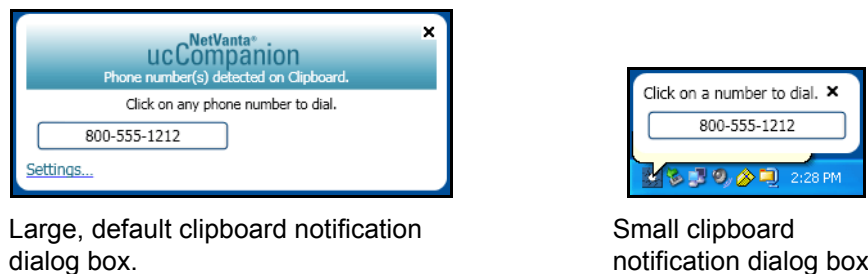 NetVanta®
ucCompanion
Phone number(s) detected on Clipboard.
Click on any phone number to dial.
800-555-1212
Settings...
Click on a number to dial.
800-555-1212
2:28 PM
Large, default clipboard notification
dialog box.
Small clipboard
notification dialog box